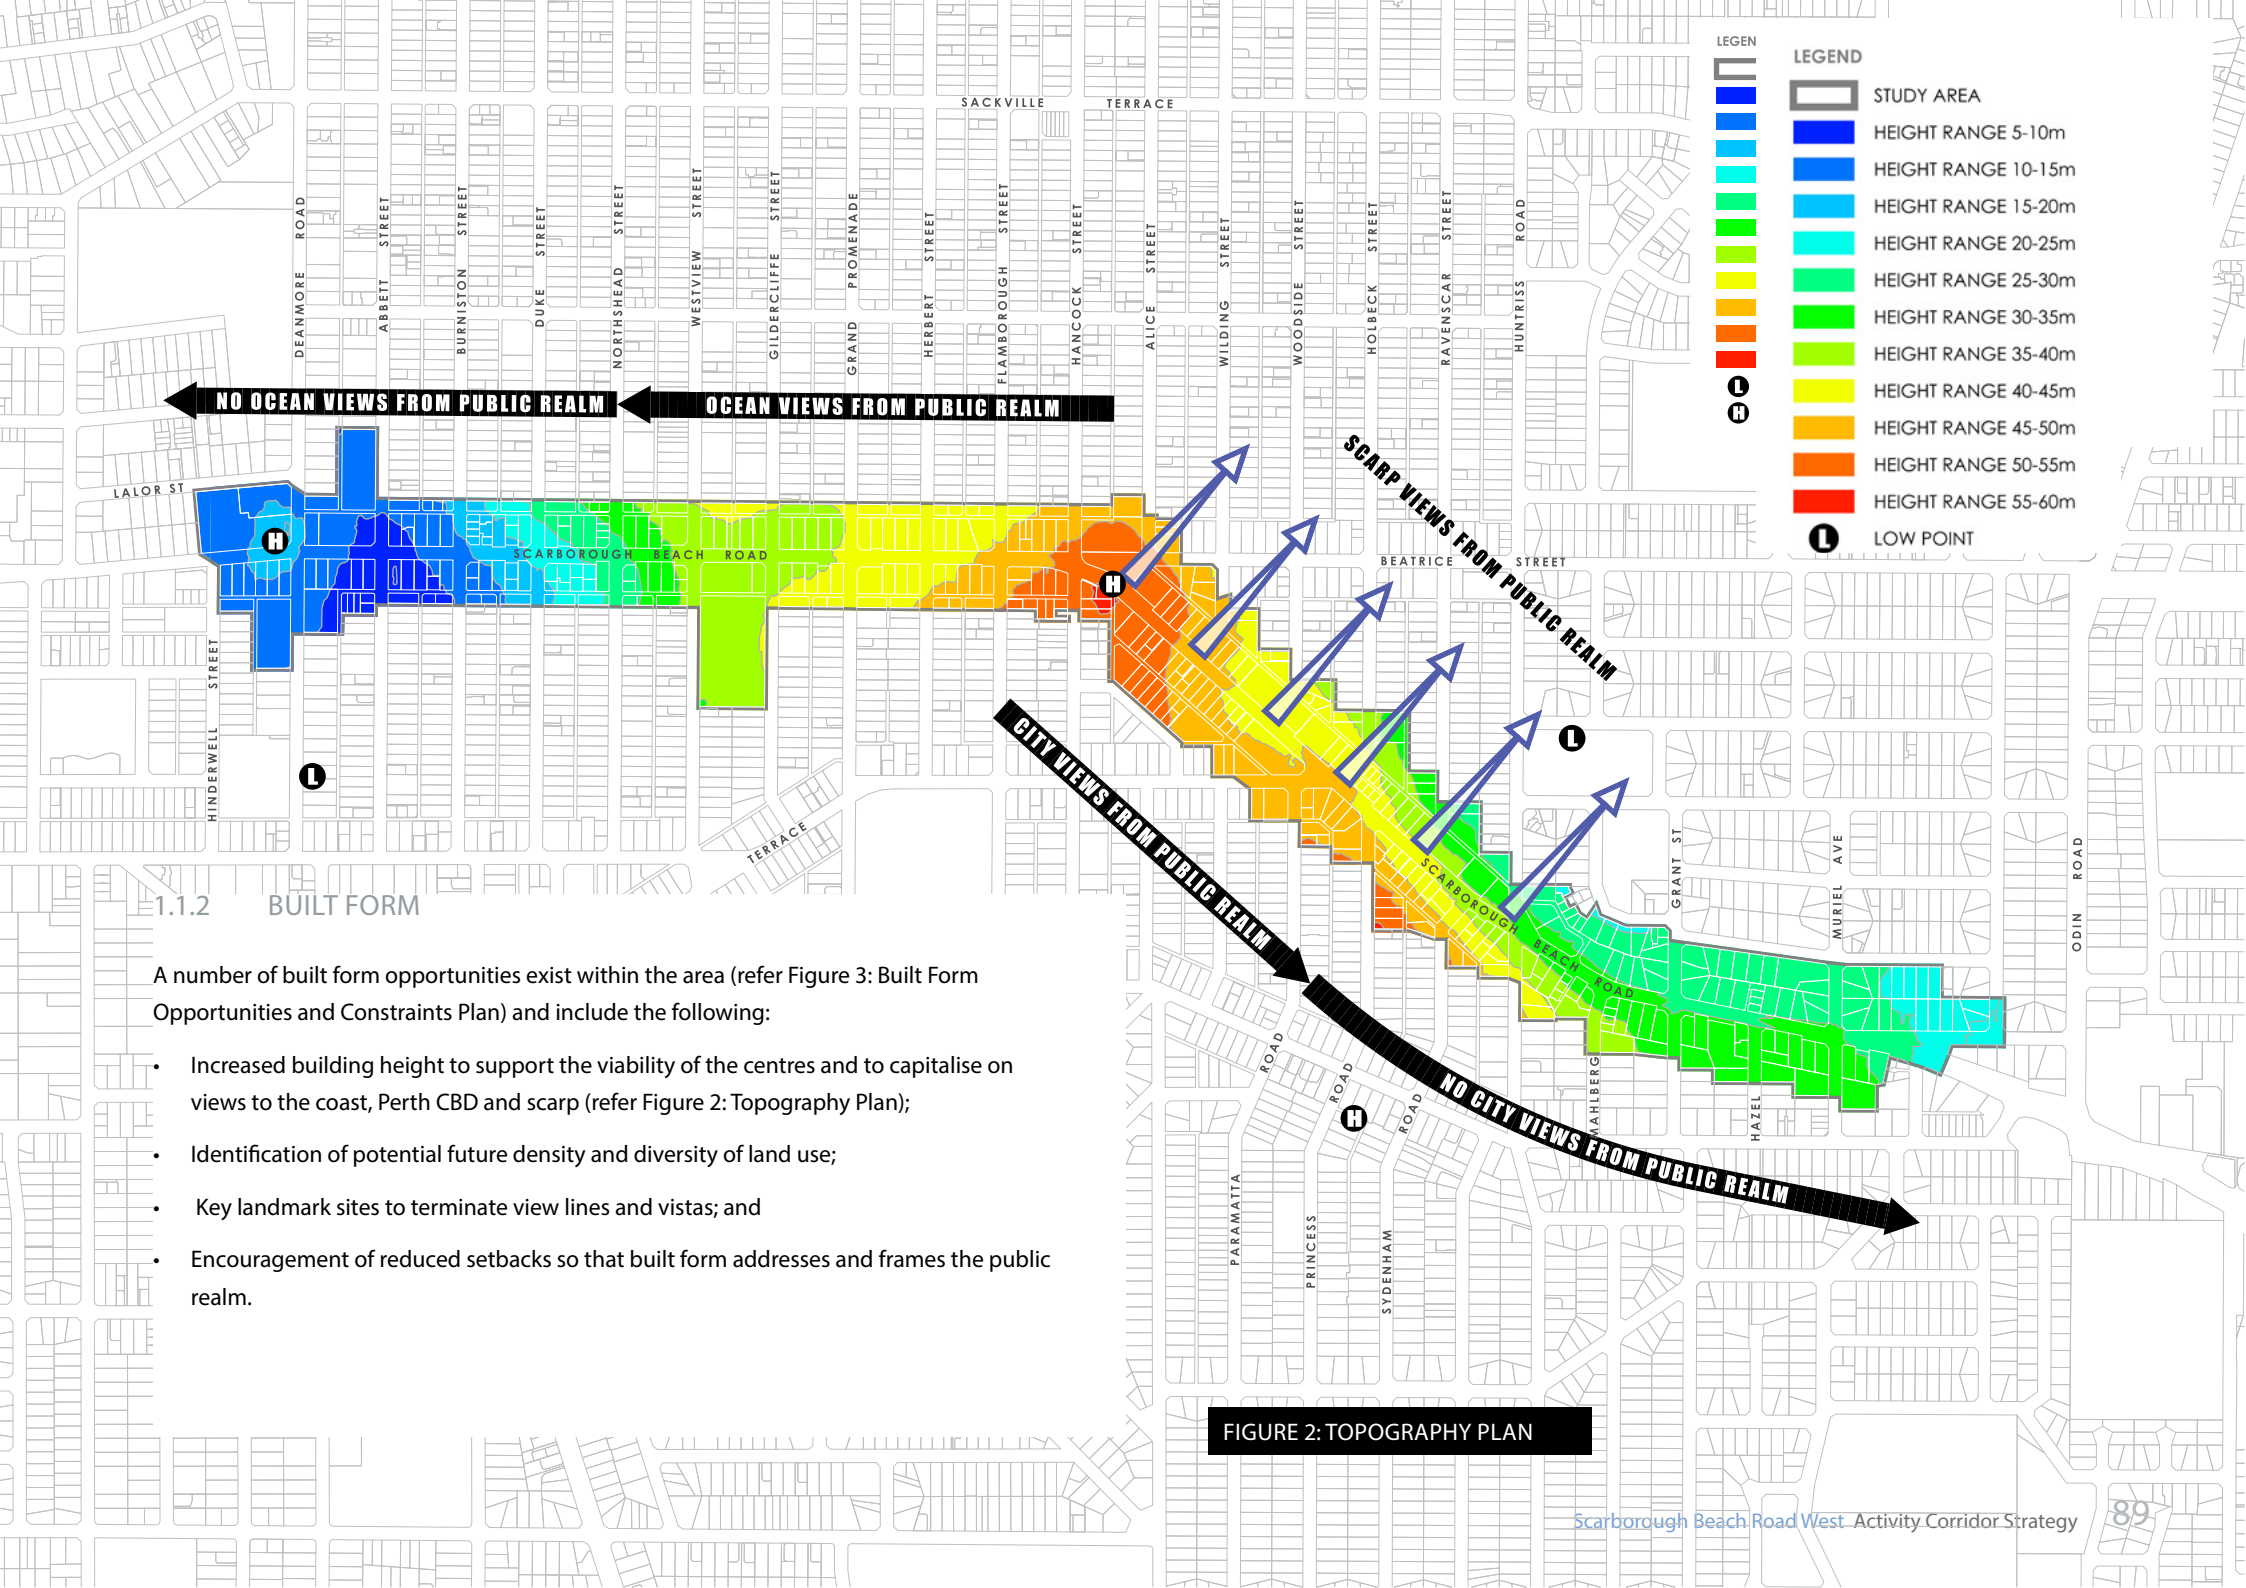 SACKVILLE TERRACE
DEANMORE ROAD
ABBETT STREET
BURNISTON STREET
DUKE STREET
NORTHSHEAD STREET
WESTVIEW STREET
GILDERCLIFFE STREET
GRAND PROMENADE
HERBERT STREET
FLAMBOROUGH STREET
HANCOCK STREET
ALICE STREET
WILDING STREET
WOODSIDE STREET
HOLBECK STREET
RAVENSCAR STREET
HUNTRISS ROAD
LEGEN
L
H
LEGEND
STUDY AREA
HEIGHT RANGE 5-10m
HEIGHT RANGE 10-15m
HEIGHT RANGE 15-20m
HEIGHT RANGE 20-25m
HEIGHT RANGE 25-30m
HEIGHT RANGE 30-35m
HEIGHT RANGE 35-40m
HEIGHT RANGE 40-45m
HEIGHT RANGE 45-50m
HEIGHT RANGE 50-55m
HEIGHT RANGE 55-60m
L LOW POINT
NO OCEAN VIEWS FROM PUBLIC REALM
OCEAN VIEWS FROM PUBLIC REALM
SCARP VIEWS FROM PUBLIC REALM
LALOR ST
H
SCARBOROUGH BEACH ROAD
H
BEATRICE STREET
HINDERWELL STREET
L
L
TERRACE
CITY VIEWS FROM PUBLIC REALM
SCARBOROUGH BEACH ROAD
GRANT ST
MURIEL AVE
ODIN ROAD
NO CITY VIEWS FROM PUBLIC REALM
ROAD
ROAD
ROAD
H
MAHLBERG
HAZEL
PARAMATTA
PRINCESS
SYDENHAM
1.1.2 BUILT FORM
A number of built form opportunities exist within the area (refer Figure 3: Built Form
Opportunities and Constraints Plan) and include the following:
• Increased building height to support the viability of the centres and to capitalise on
views to the coast, Perth CBD and scarp (refer Figure 2: Topography Plan);
• Identification of potential future density and diversity of land use;
• Key landmark sites to terminate view lines and vistas; and
• Encouragement of reduced setbacks so that built form addresses and frames the public
realm.
FIGURE 2: TOPOGRAPHY PLAN
Scarborough Beach Road West Activity Corridor Strategy 89